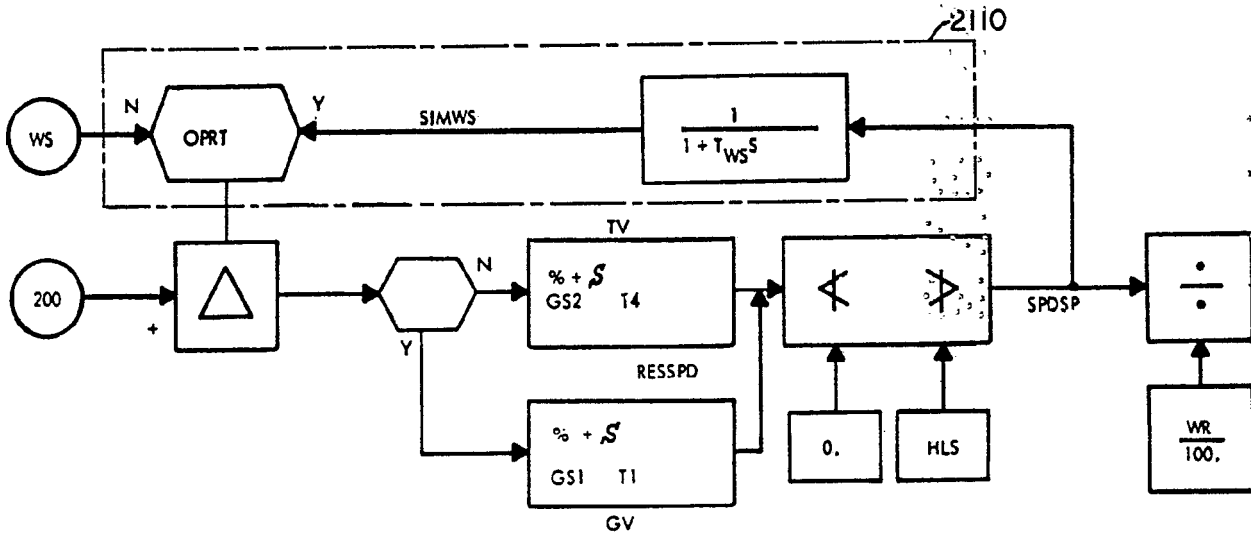 2110
N
Y
WS
OPRT
SIMWS
1
1 + T_WS S
TV
200
+
N
Y
% + S
GS2 T4
RESSPD
% + S
GS1 T1
GV
0.
HLS
SPDSP
÷
WR
100.